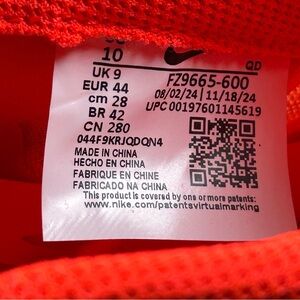 10
UK 9
EUR 44
cm 28
BR 42
CN 280
044F9KRJQDQN4
QD
FZ9665-600
08/02/24 | 11/18/24
UPC 00197601145619
MADE IN CHINA
HECHO EN CHINA
FABRIQUE EN CHINE
FABRICADO NA CHINA
This product is covered by one or more patents:
www.nike.com/patentsvirtualmarking